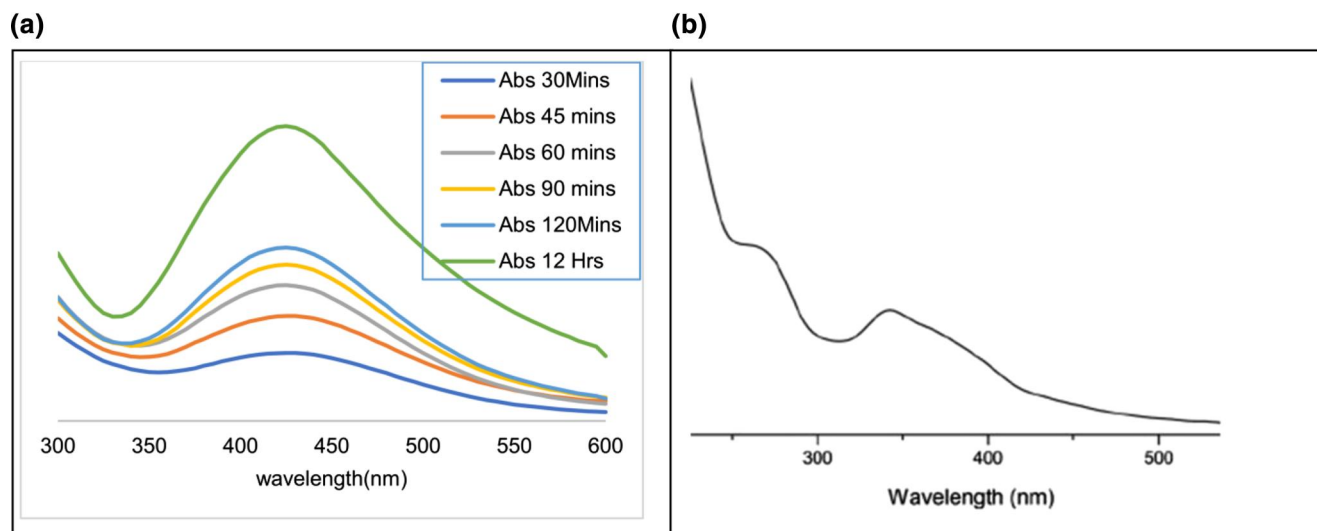 (a)
Abs 30Mins
Abs 45 mins
Abs 60 mins
Abs 90 mins
Abs 120Mins
Abs 12 Hrs
300 350 400 450 500 550 600
wavelength(nm)
(b)
300 400 500
Wavelength (nm)